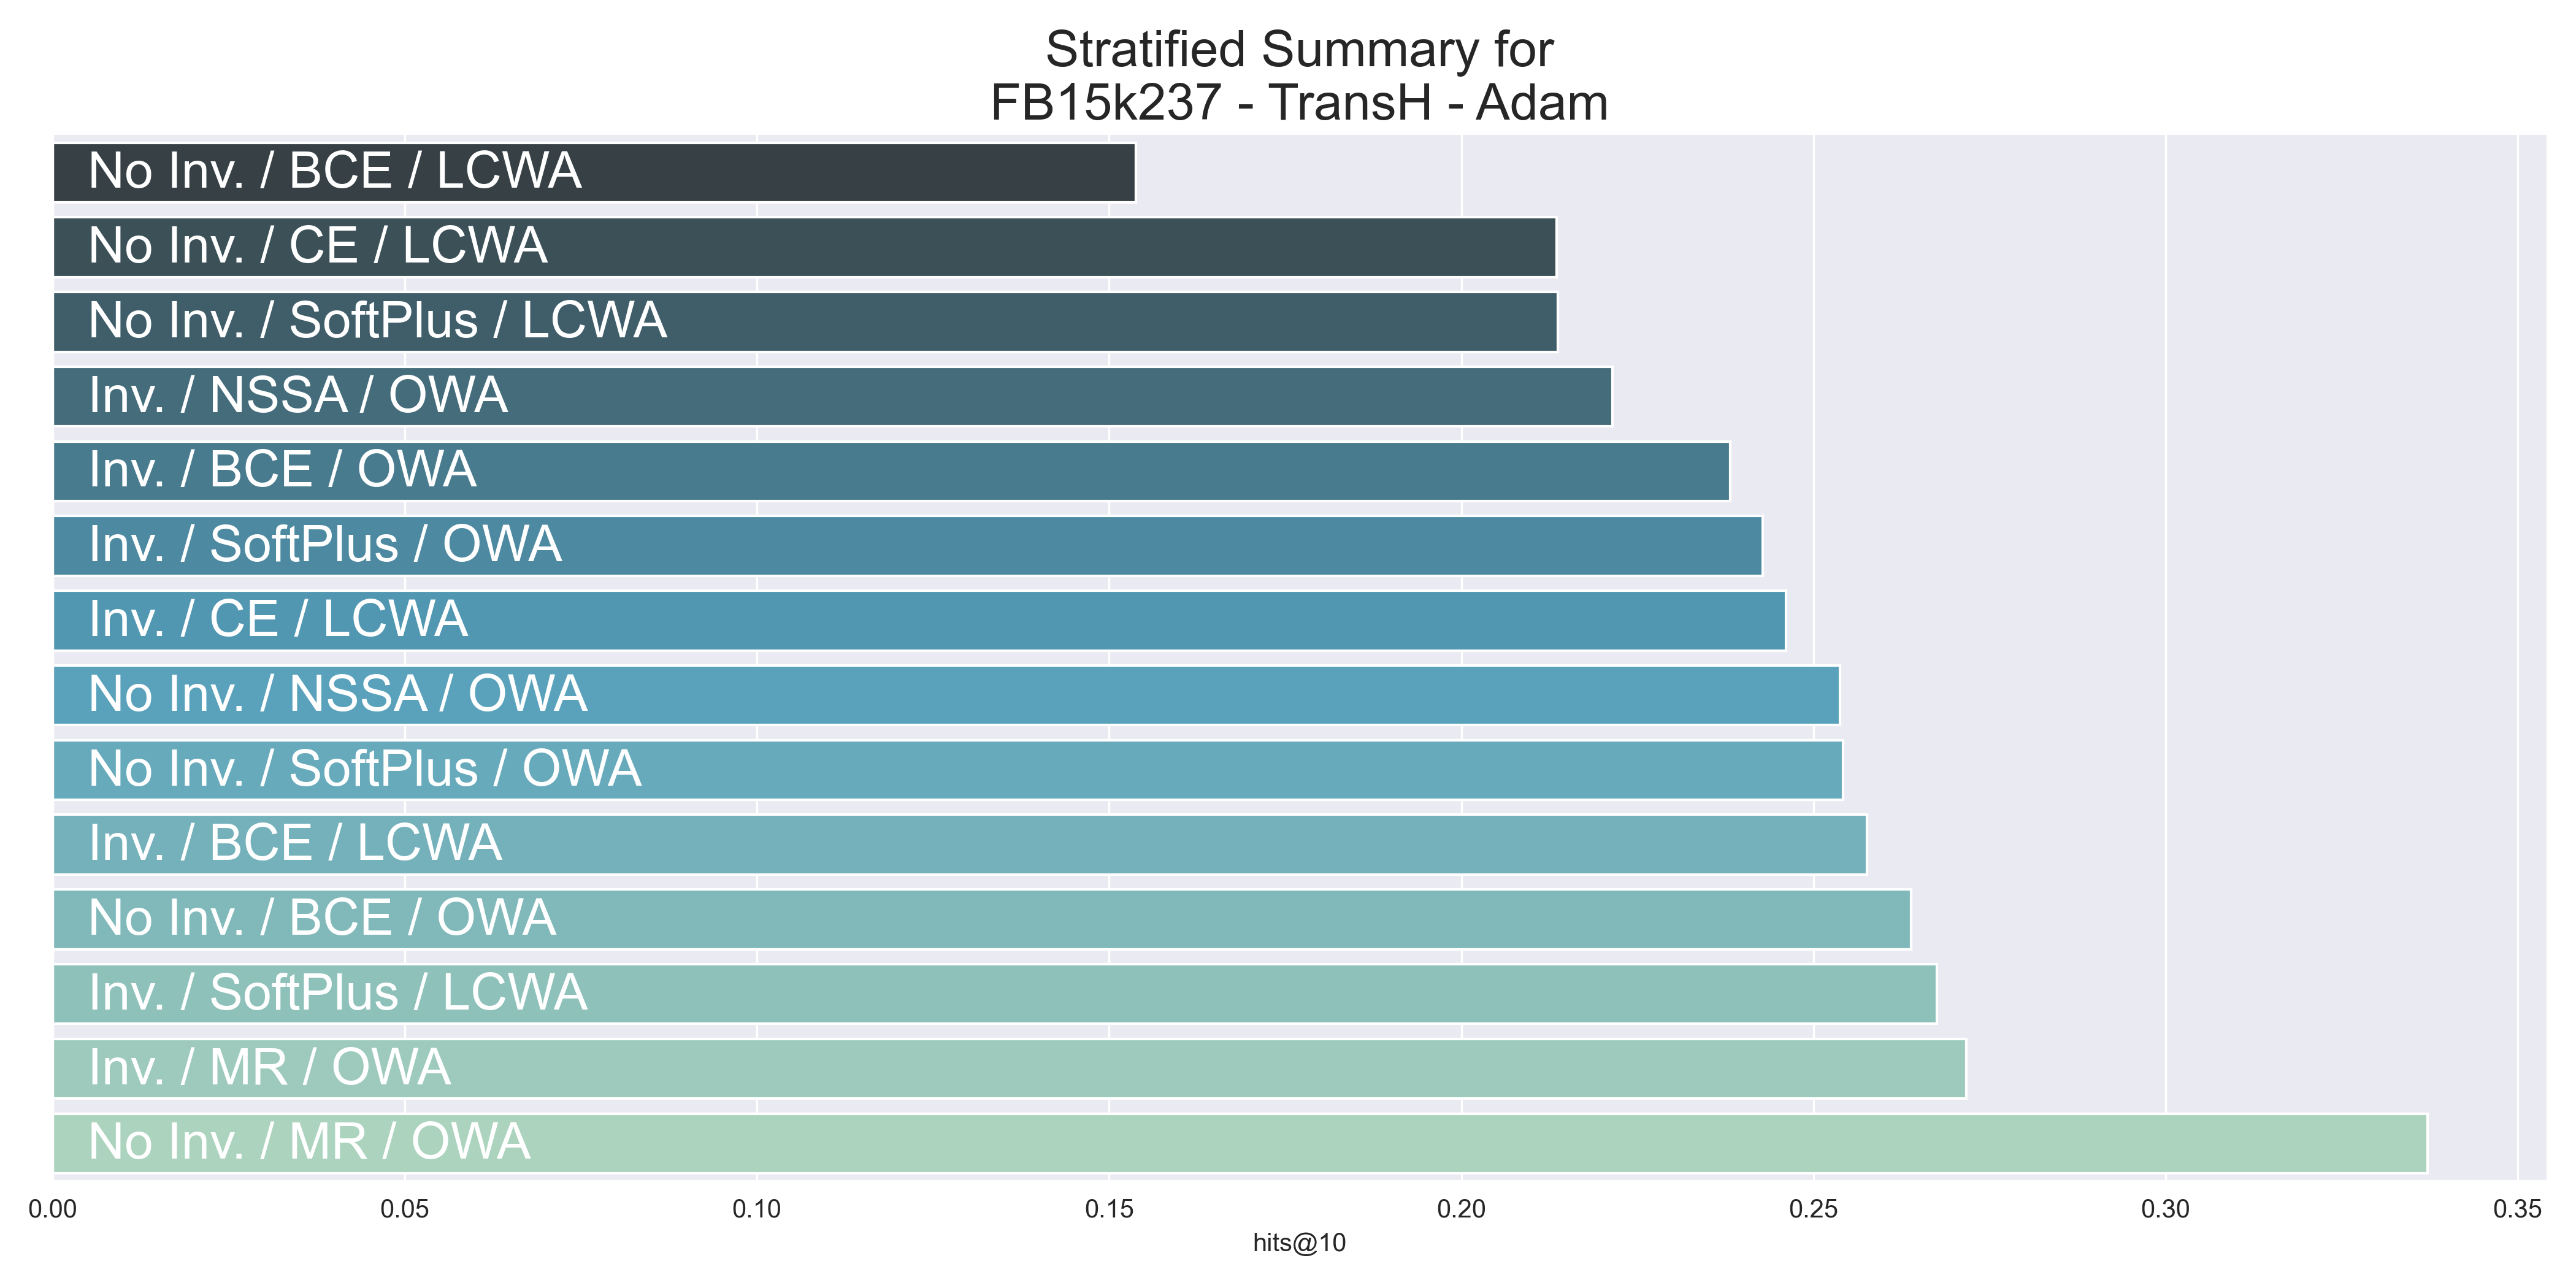 Stratified Summary for
FB15k237 - TransH - Adam
No Inv. / BCE / LCWA
No Inv. / CE / LCWA
No Inv. / SoftPlus / LCWA
Inv. / NSSA / OWA
Inv. / BCE / OWA
Inv. / SoftPlus / OWA
Inv. / CE / LCWA
No Inv. / NSSA / OWA
No Inv. / SoftPlus / OWA
Inv. / BCE / LCWA
No Inv. / BCE / OWA
Inv. / SoftPlus / LCWA
Inv. / MR / OWA
No Inv. / MR / OWA
0.00 0.05 0.10 0.15 0.20 0.25 0.30 0.35
hits@10